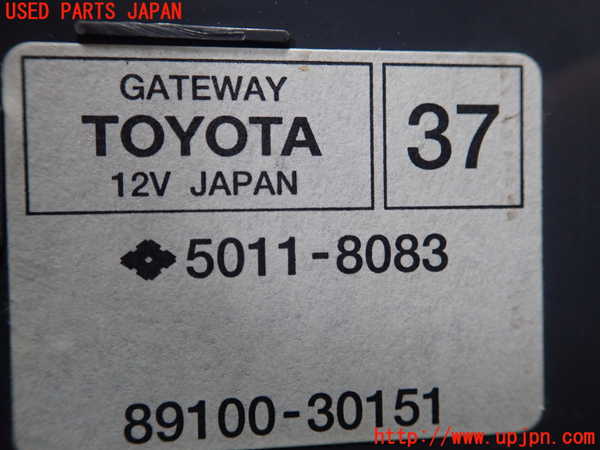 USED PARTS JAPAN
GATEWAY
TOYOTA
12V JAPAN
37
5011-8083
89100-30151
http://www.upjpn.com/